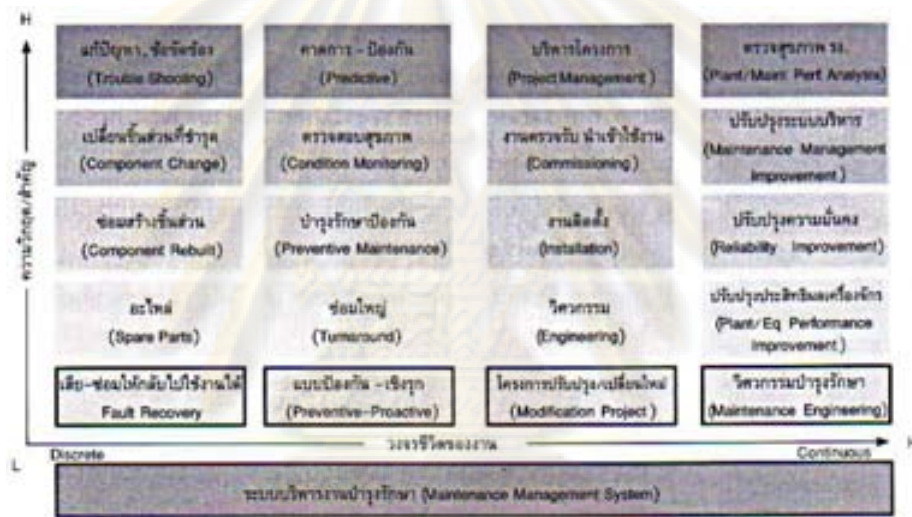 H
แก้ปัญหา, ข้อขัดข้อง
(Trouble Shooting)
คาดการ - ป้องกัน
(Predictive)
บริหารโครงการ
(Project Management)
ตรวจสุขภาพ รง.
(Plant/Maint Perf Analysis)
เปลี่ยนชิ้นส่วนที่ชำรุด
(Component Change)
ตรวจสอบสุขภาพ
(Condition Monitoring)
งานตรวจรับ นำเข้าใช้งาน
(Commissioning)
ปรับปรุงระบบบริหาร
(Maintenance Management
Improvement)
ซ่อมสร้างชิ้นส่วน
(Component Rebuilt)
บำรุงรักษาป้องกัน
(Preventive Maintenance)
งานติดตั้ง
(Installation)
ปรับปรุงความมั่นคง
(Reliability Improvement)
อะไหล่
(Spare Parts)
ซ่อมใหญ่
(Turnaround)
วิศวกรรม
(Engineering)
ปรับปรุงประสิทธิผลเครื่องจักร
(Plant/Eq Performance
Improvement)
ความวิกฤต/สำคัญ
เสีย-ซ่อมให้กลับไปใช้งานได้
Fault Recovery
แบบป้องกัน -เชิงรุก
(Preventive-Proactive)
โครงการปรับปรุง/เปลี่ยนใหม่
(Modification Project)
วิศวกรรมบำรุงรักษา
(Maintenance Engineering)
วงจรชีวิตของงาน
H
L
Discrete
Continuous
ระบบบริหารงานบำรุงรักษา (Maintenance Management System)